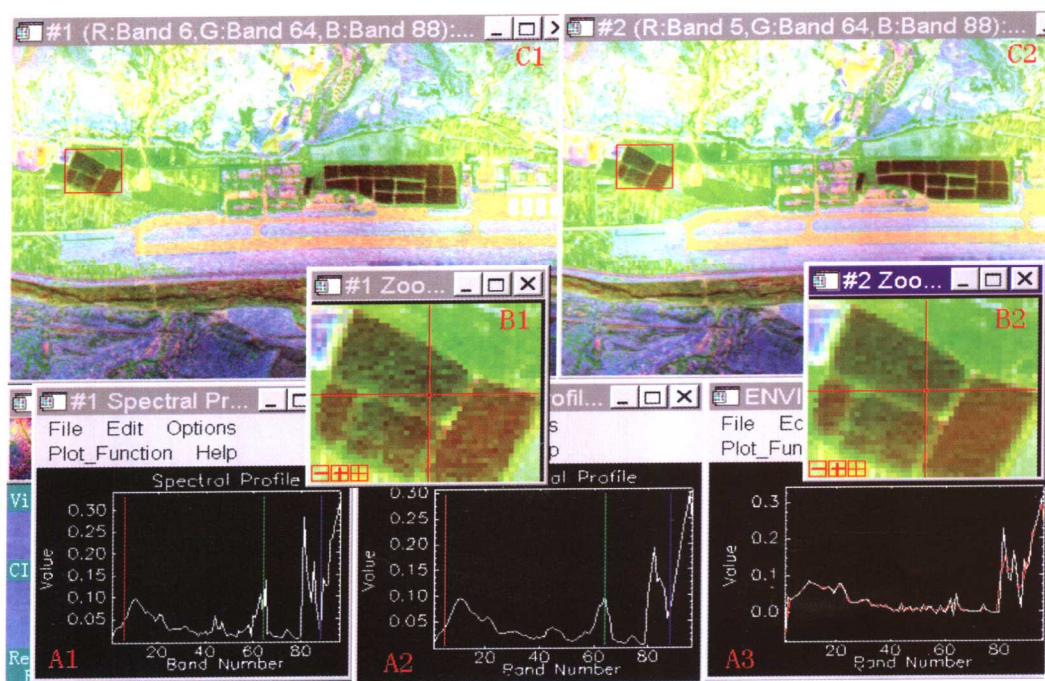 #1 (R:Band 6,G:Band 64,B:Band 88):...
C1
#2 (R:Band 5,G:Band 64,B:Band 88):...
C2
#1 Zoo...
B1
#2 Zoo...
B2
#1 Spectral Pr...
File Edit Options
Plot_Function Help
rofil...
s
p
ENVI
File Ec
Plot_Fun
Vi
CI
Re
Spectral Profile
Value
0.30
0.25
0.20
0.15
0.10
0.05
20 40 60 80
Band Number
A1
al Profile
Value
0.30
0.25
0.20
0.15
0.10
0.05
20 40 60 80
Band Number
A2
Value
0.3
0.2
0.1
0.0
20 40 60 80
Band Number
A3